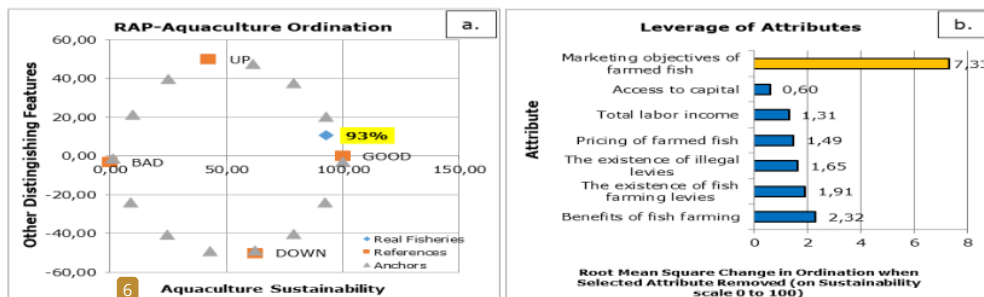 RAP-Aquaculture Ordination
a.
60,00
40,00
20,00
0,00
-20,00
-40,00
-60,00
Other Distingishing Features
UP
93%
BAD
GOOD
DOWN
0,00
50,00
100,00
150,00
Real Fisheries
References
Anchors
6
Aquaculture Sustainability
Leverage of Attributes
b.
Attribute
Marketing objectives of
farmed fish
7,33
Access to capital
0,60
Total labor income
1,31
Pricing of farmed fish
1,49
The existence of illegal
levies
1,65
The existence of fish
farming levies
1,91
Benefits of fish farming
2,32
0
2
4
6
8
Root Mean Square Change in Ordination when
Selected Attribute Removed (on Sustainability
scale 0 to 100)